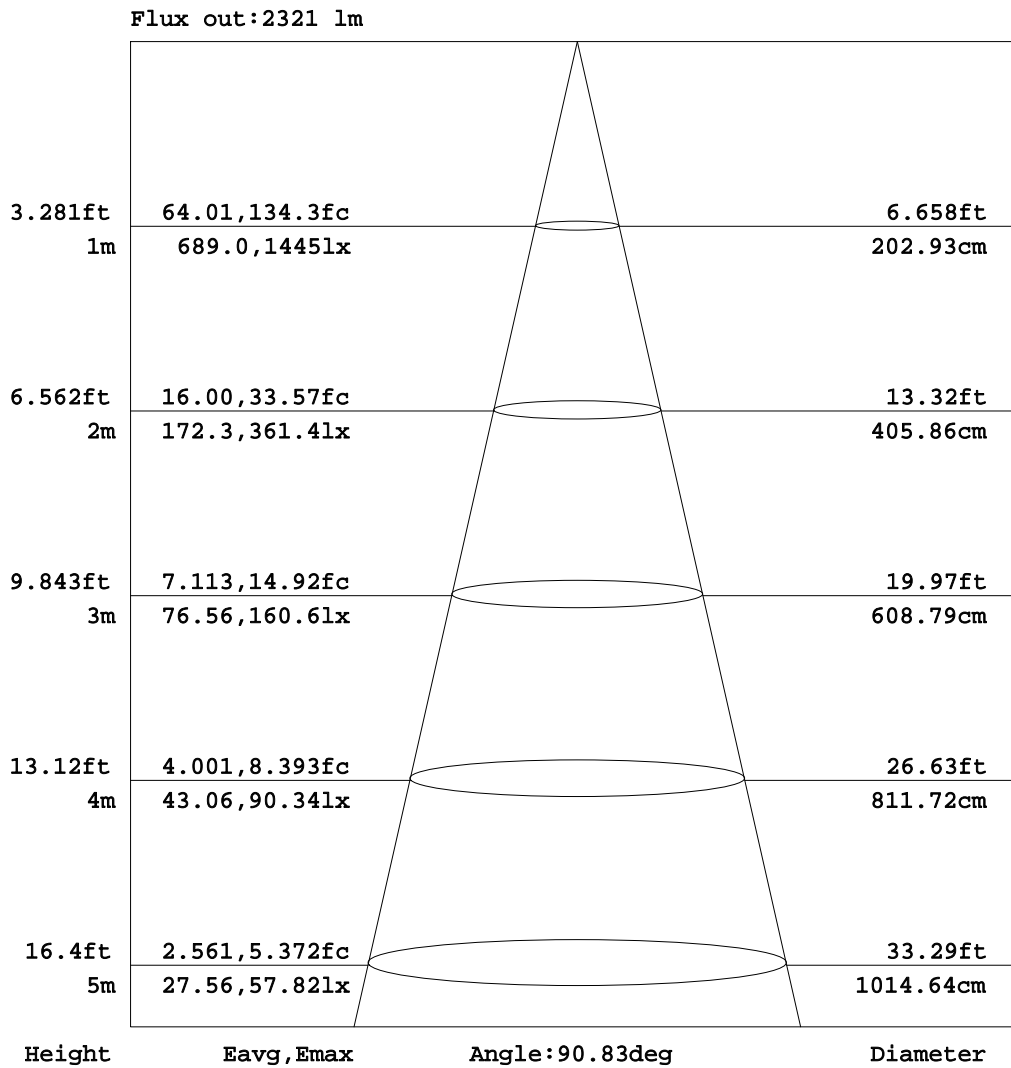 Flux out:2321 lm
3.281ft 64.01,134.3fc 6.658ft
1m 689.0,1445lx 202.93cm
6.562ft 16.00,33.57fc 13.32ft
2m 172.3,361.4lx 405.86cm
9.843ft 7.113,14.92fc 19.97ft
3m 76.56,160.6lx 608.79cm
13.12ft 4.001,8.393fc 26.63ft
4m 43.06,90.34lx 811.72cm
16.4ft 2.561,5.372fc 33.29ft
5m 27.56,57.82lx 1014.64cm
Height Eavg,Emax Angle:90.83deg Diameter